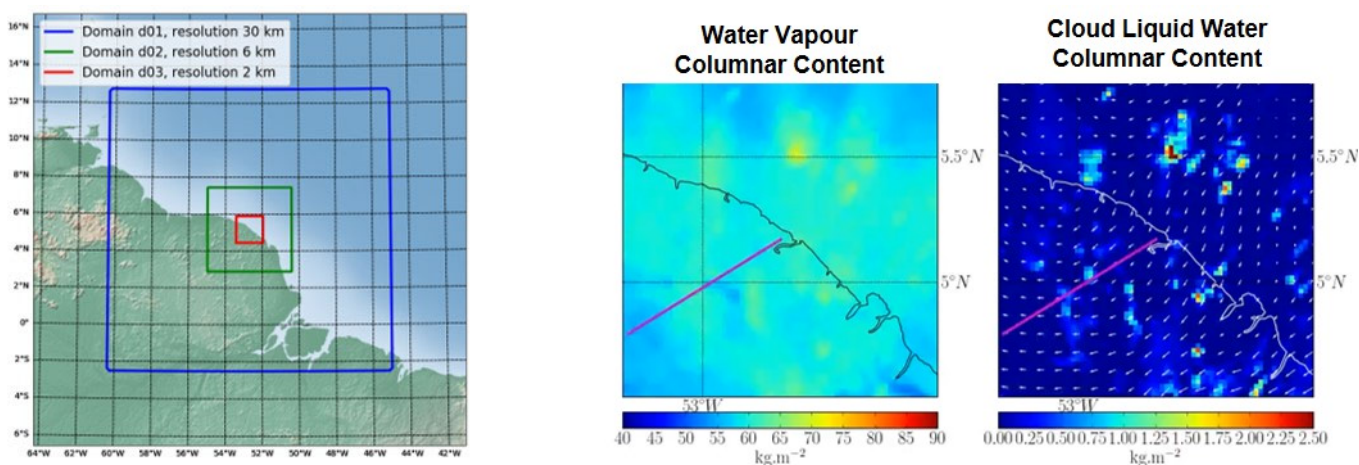 Domain d01, resolution 30 km
Domain d02, resolution 6 km
Domain d03, resolution 2 km
16°N
14°N
12°N
10°N
8°N
6°N
4°N
2°N
0°
2°S
4°S
6°S
64°W 62°W 60°W 58°W 56°W 54°W 52°W 50°W 48°W 46°W 44°W 42°W
Water Vapour
Columnar Content
53°W
40 45 50 55 60 65 70 75 80 85 90
kg.m-2
Cloud Liquid Water
Columnar Content
5.5°N
5°N
5.5°N
5°N
53°W
0.00 0.25 0.50 0.75 1.00 1.25 1.50 1.75 2.00 2.25 2.50
kg.m-2